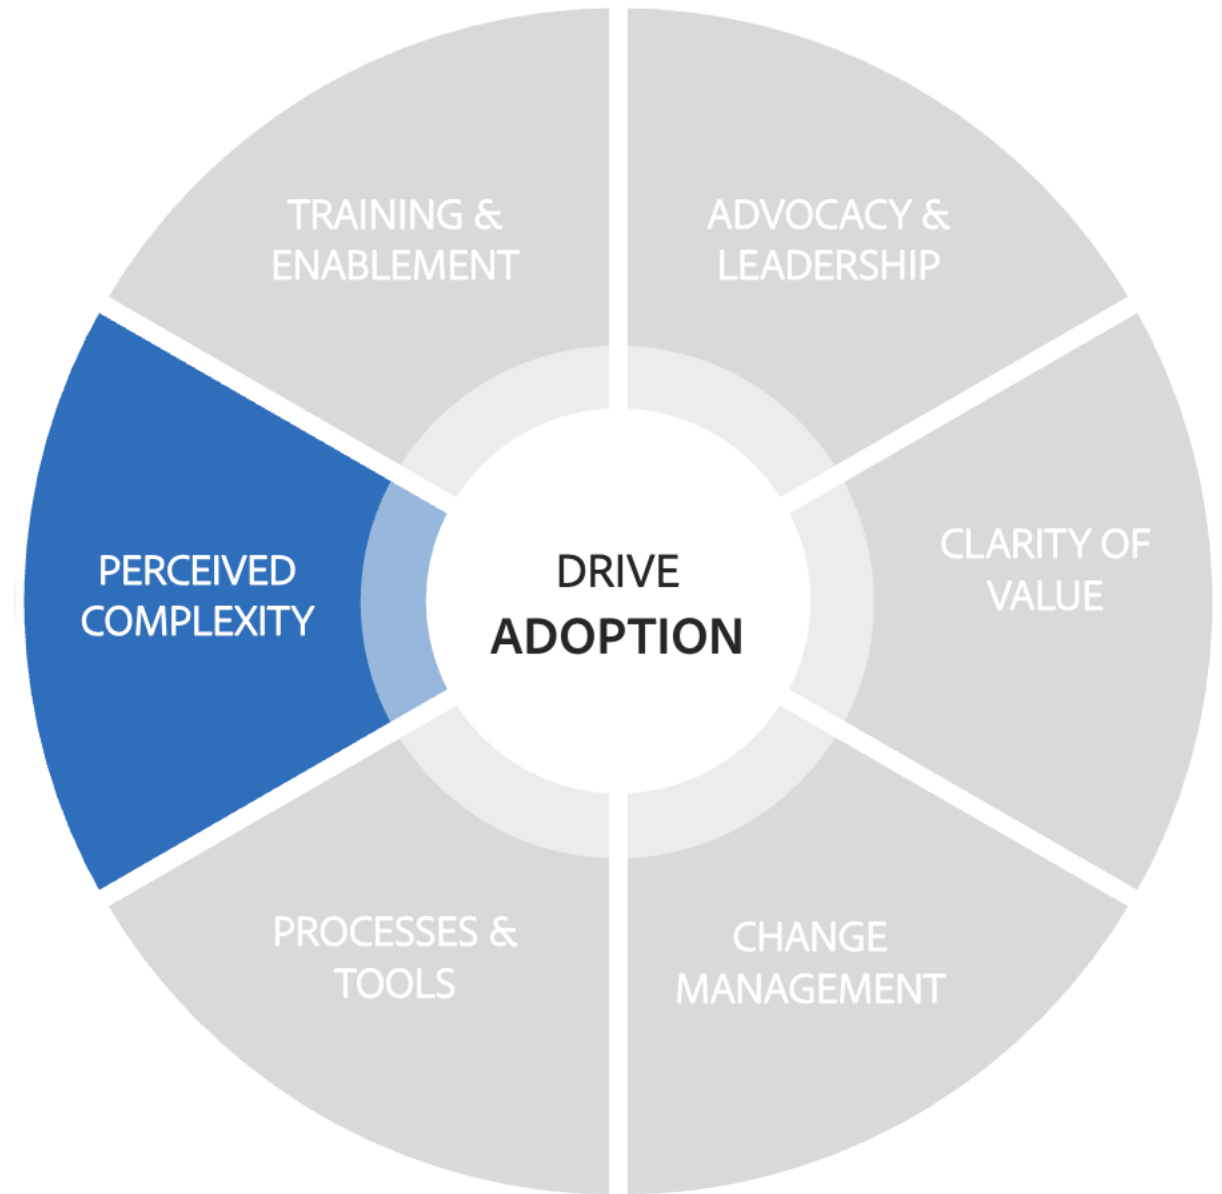 TRAINING &
ENABLEMENT
ADVOCACY &
LEADERSHIP
PERCEIVED
COMPLEXITY
DRIVE
ADOPTION
CLARITY OF
VALUE
PROCESSES &
TOOLS
CHANGE
MANAGEMENT